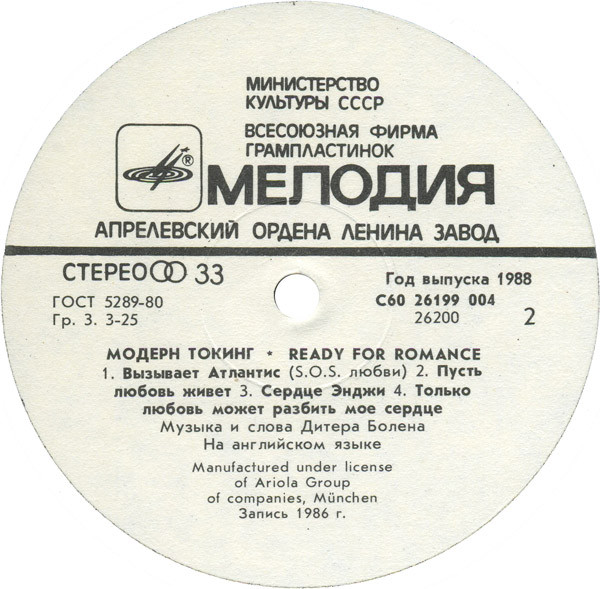 МИНИСТЕРСТВО
КУЛЬТУРЫ СССР
ВСЕСОЮЗНАЯ ФИРМА
ГРАМПЛАСТИНОК
®
МЕЛОДИЯ
АПРЕЛЕВСКИЙ ОРДЕНА ЛЕНИНА ЗАВОД
СТЕРЕО 33
ГОСТ 5289-80
Гр. 3. 3-25
Год выпуска 1988
С60 26199 004
26200
2
МОДЕРН ТОКИНГ * READY FOR ROMANCE
1. Вызывает Атлантис (S.O.S. любви) 2. Пусть
любовь живет 3. Сердце Энджи 4. Только
любовь может разбить мое сердце
Музыка и слова Дитера Болена
На английском языке
Manufactured under license
of Ariola Group
of companies, München
Запись 1986 г.